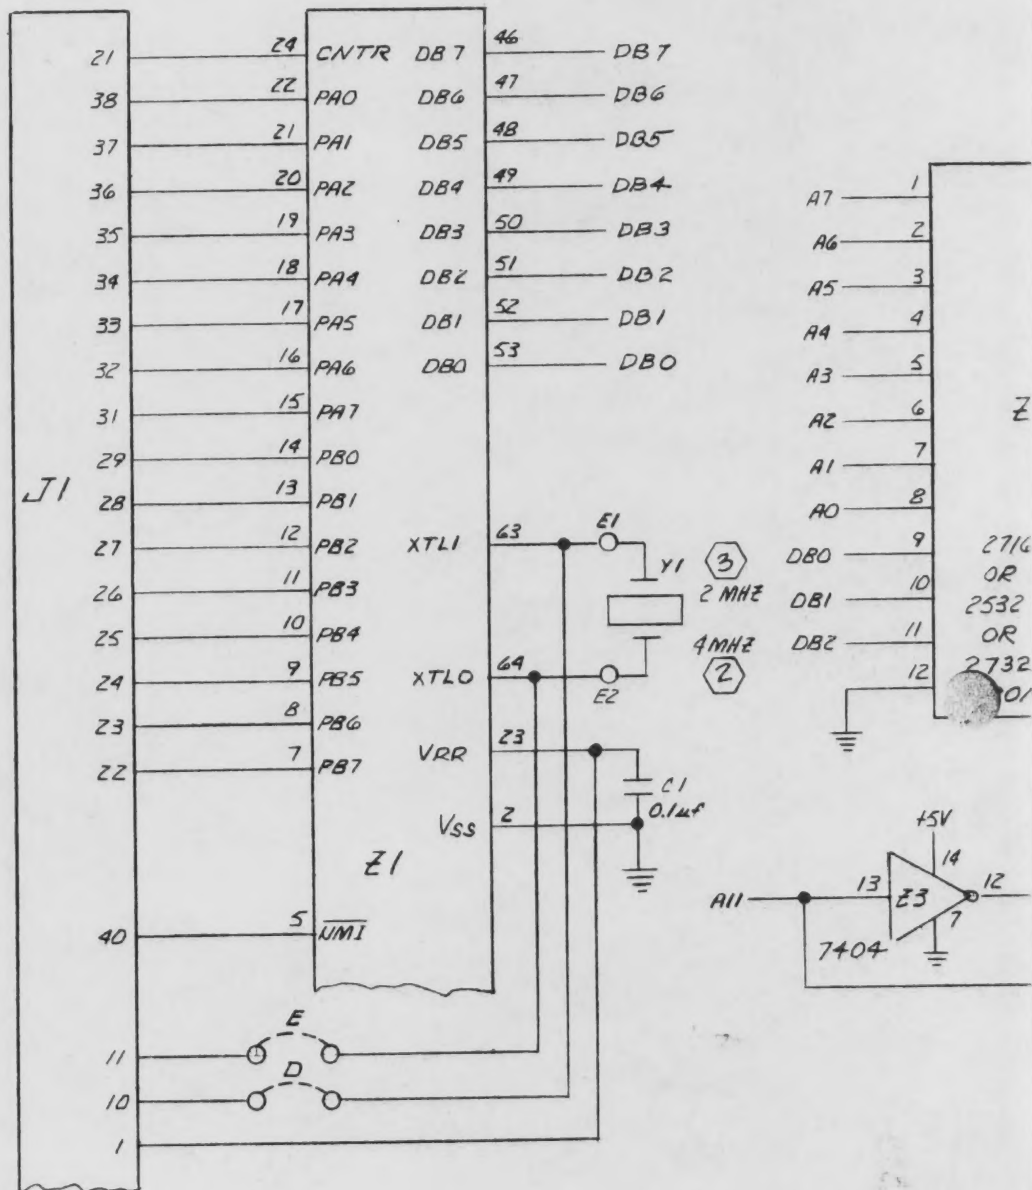 J1
21 24 CNTR DB7 46 DB7
38 22 PA0 DB6 47 DB6
37 21 PA1 DB5 48 DB5
36 20 PA2 DB4 49 DB4
35 19 PA3 DB3 50 DB3
34 18 PA4 DB2 51 DB2
33 17 PA5 DB1 52 DB1
32 16 PA6 DB0 53 DB0
31 15 PA7
29 14 PB0
28 13 PB1
27 12 PB2
26 11 PB3
25 10 PB4
24 9 PB5
23 8 PB6
22 7 PB7
XTLI 63 E1
Y1 3
2 MHZ
4MHZ
2
XTLO 64 E2
VRR 23
C1
0.1µf
VSS 2
Z1
40 5 NMI
11 E
10 D
1
A7 1
A6 2
A5 3
A4 4
A3 5
A2 6
A1 7
A0 8
DB0 9
DB1 10
DB2 11
12
Z
2716
OR
2532
OR
2732
+5V
14
A11 13 Z3 12
7
7404